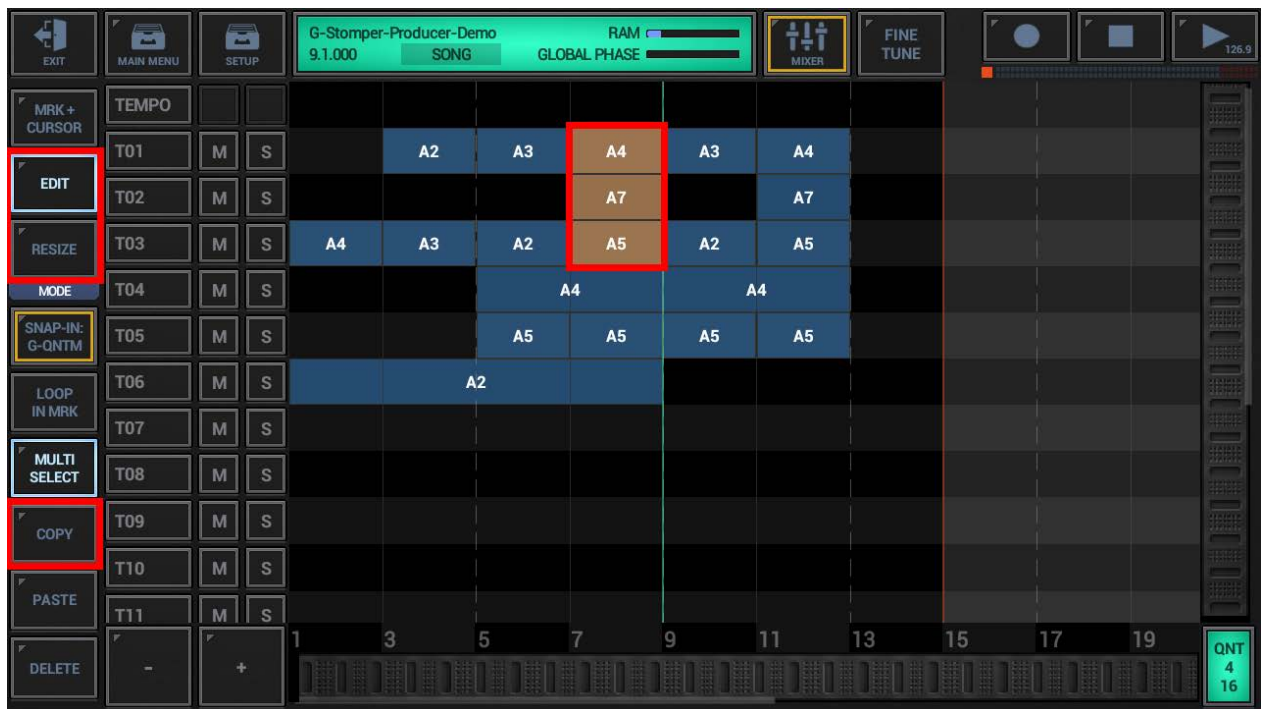 EXIT
MAIN MENU
SETUP
G-Stomper-Producer-Demo
RAM
9.1.000
SONG
GLOBAL PHASE
MIXER
FINE
TUNE
126.9
MRK +
CURSOR
EDIT
RESIZE
MODE
SNAP-IN:
G-QNTM
LOOP
IN MRK
MULTI
SELECT
COPY
PASTE
DELETE
TEMPO
T01 M S A2 A3 A4 A3 A4
T02 M S A7 A7
T03 M S A4 A3 A2 A5 A2 A5
T04 M S A4 A4
T05 M S A5 A5 A5 A5
T06 M S A2
T07 M S
T08 M S
T09 M S
T10 M S
T11 M S
- +
1 3 5 7 9 11 13 15 17 19
QNT
4
16